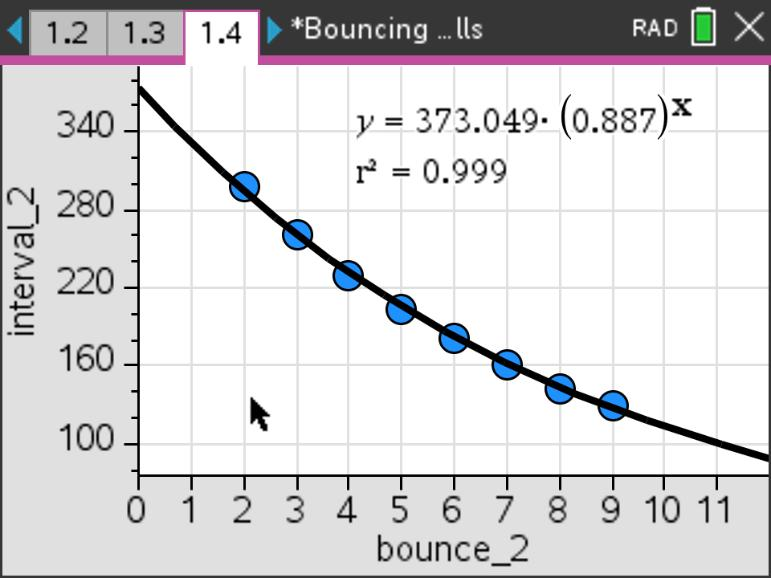 1.2 1.3 1.4 *Bouncing ...lls RAD
y = 373.049· (0.887)^x
r² = 0.999
interval_2
340
280
220
160
100
0 1 2 3 4 5 6 7 8 9 10 11
bounce_2